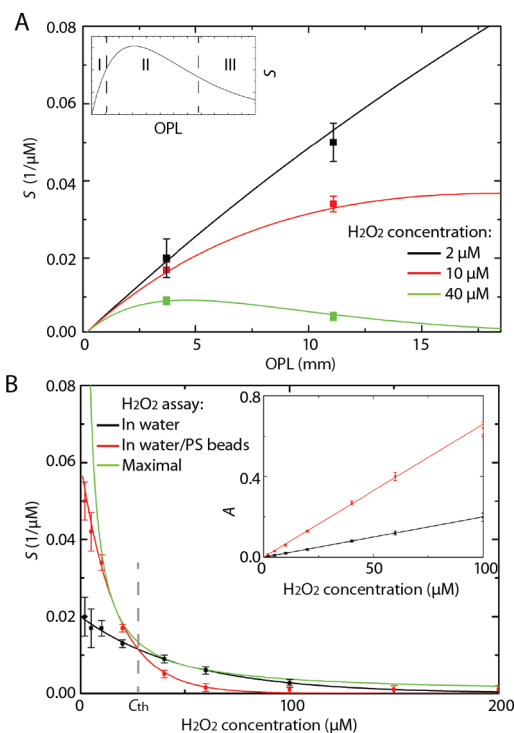 A
0.08
0.06
0.04
0.02
0.00
S (1/µM)
I
II
III
S
OPL
H2O2 concentration:
2 µM
10 µM
40 µM
0
5
10
15
OPL (mm)
B
0.08
0.06
0.04
0.02
0
S (1/µM)
H2O2 assay:
In water
In water/PS beads
Maximal
0.8
0.4
0.0
A
0
50
100
H2O2 concentration (µM)
0
Cth
100
200
H2O2 concentration (µM)